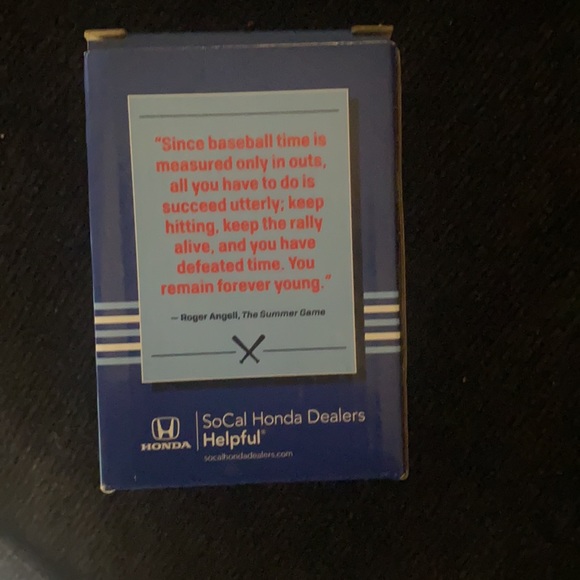 "Since baseball time is
measured only in outs,
all you have to do is
succeed utterly; keep
hitting, keep the rally
alive, and you have
defeated time. You
remain forever young."
— Roger Angell, The Summer Game
HONDA
SoCal Honda Dealers
Helpful®
socalhondadealers.com